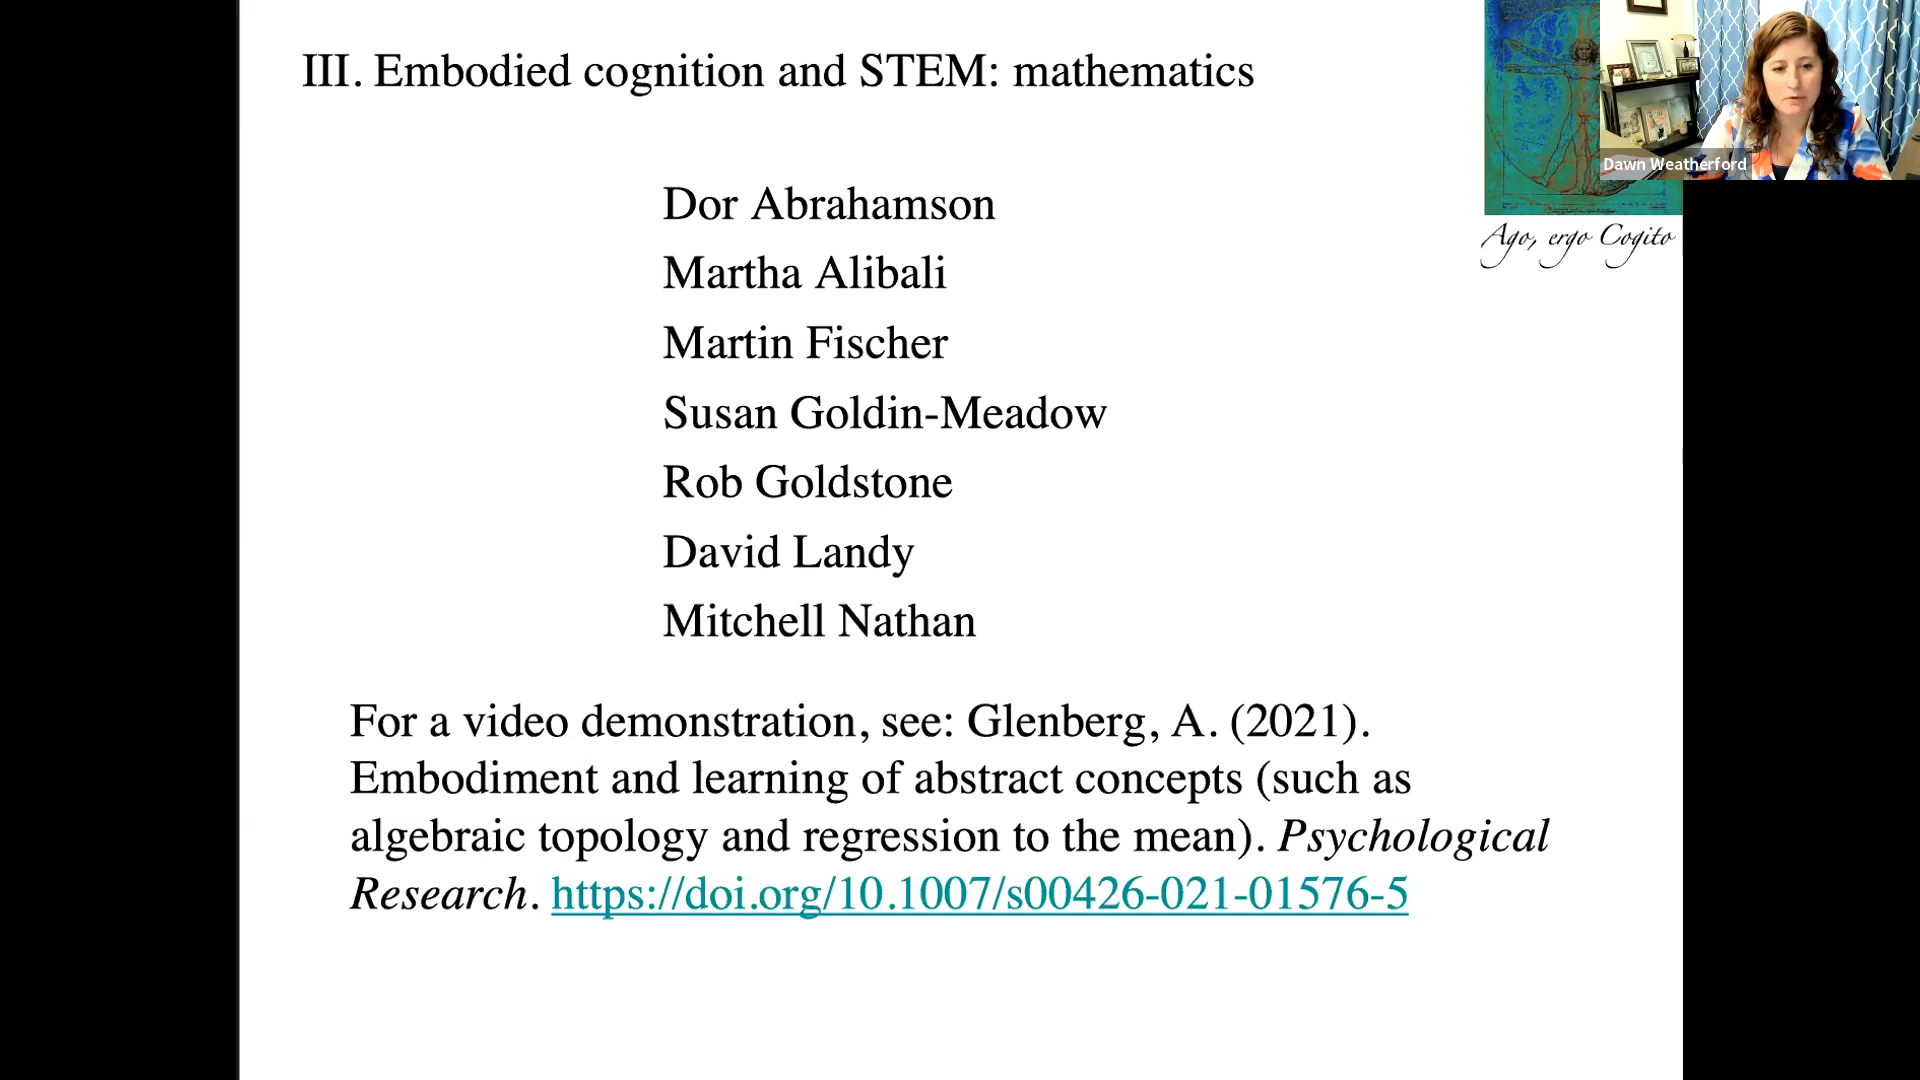 III. Embodied cognition and STEM: mathematics
Dawn Weatherford
Ago, ergo Cogito
Dor Abrahamson
Martha Alibali
Martin Fischer
Susan Goldin-Meadow
Rob Goldstone
David Landy
Mitchell Nathan
For a video demonstration, see: Glenberg, A. (2021).
Embodiment and learning of abstract concepts (such as
algebraic topology and regression to the mean). Psychological
Research. https://doi.org/10.1007/s00426-021-01576-5